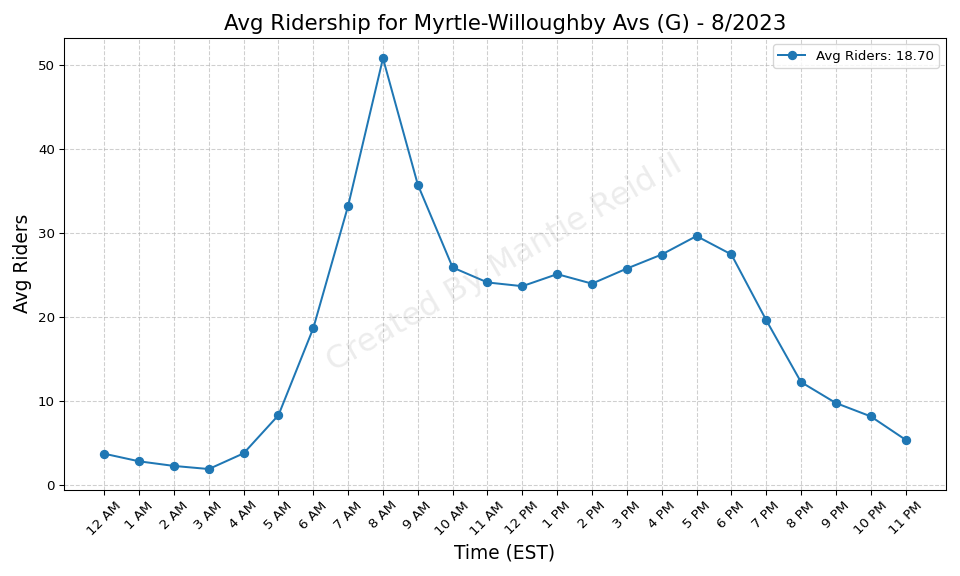 Avg Ridership for Myrtle-Willoughby Avs (G) - 8/2023
Avg Riders: 18.70
50
40
30
20
10
0
Avg Riders
Created By Mantie Reid II
12 AM
1 AM
2 AM
3 AM
4 AM
5 AM
6 AM
7 AM
8 AM
9 AM
10 AM
11 AM
12 PM
1 PM
2 PM
3 PM
4 PM
5 PM
6 PM
7 PM
8 PM
9 PM
10 PM
11 PM
Time (EST)